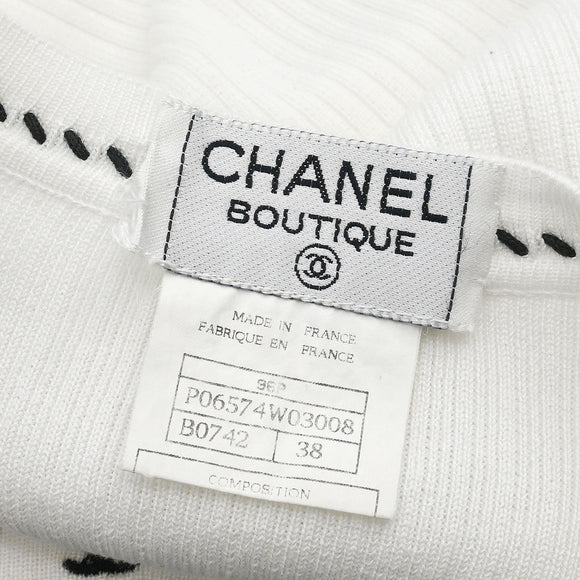 CHANEL
BOUTIQUE
MADE IN FRANCE
FABRIQUE EN FRANCE
96P
P06574W03008
B0742 38
COMPOSITION